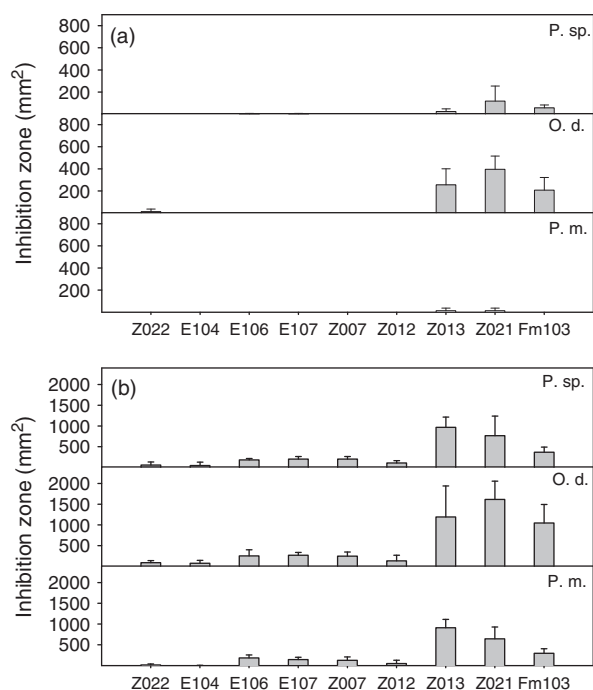 (a)
P. sp.
800
600
400
200
O. d.
800
600
400
200
P. m.
800
600
400
200
Inhibition zone (mm²)
Z022 E104 E106 E107 Z007 Z012 Z013 Z021 Fm103
(b)
P. sp.
2000
1500
1000
500
O. d.
2000
1500
1000
500
P. m.
2000
1500
1000
500
Inhibition zone (mm²)
Z022 E104 E106 E107 Z007 Z012 Z013 Z021 Fm103